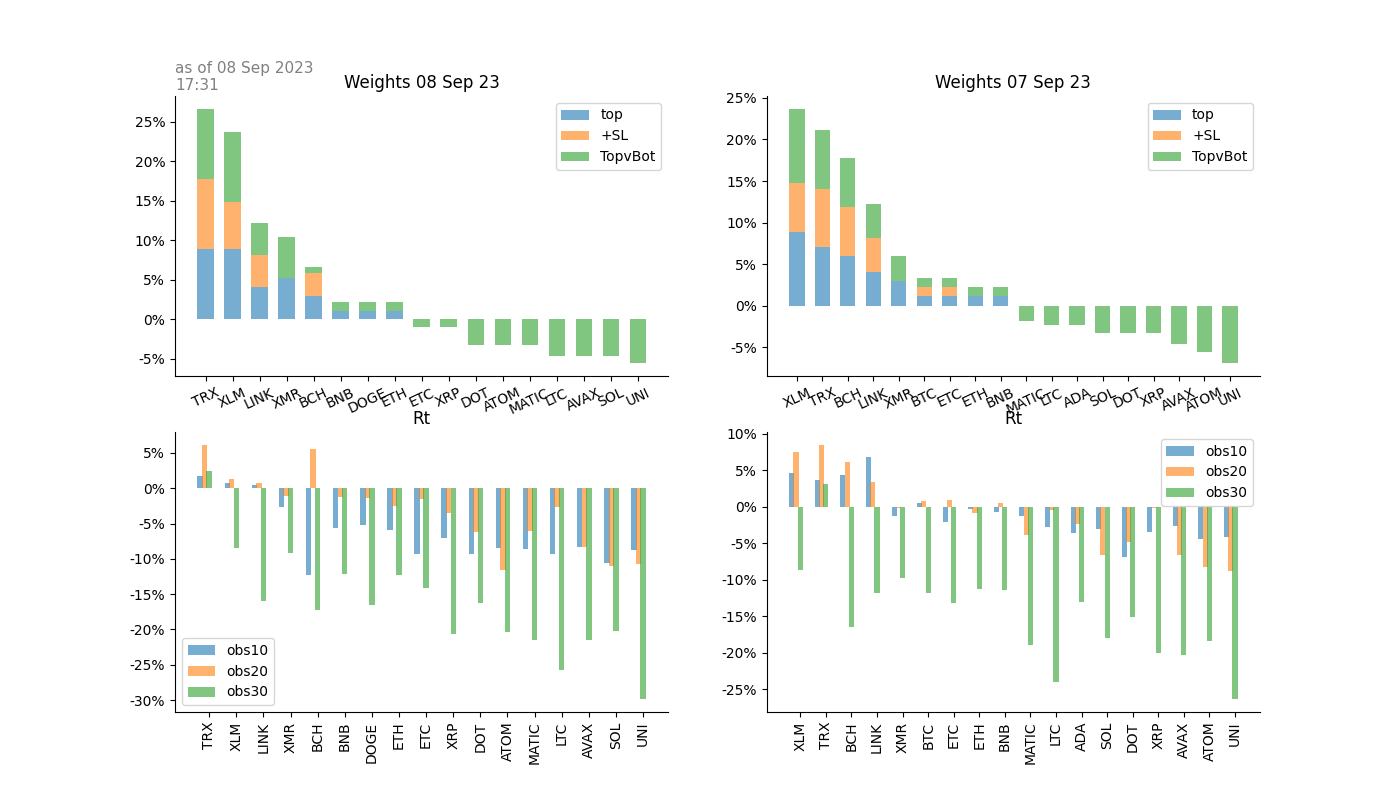 as of 08 Sep 2023
17:31
Weights 08 Sep 23
25%
20%
15%
10%
5%
0%
-5%
top
+SL
TopvBot
TRX XLM LINK XMR BCH BNB DOGE ETH ETC XRP DOT ATOM MATIC LTC AVAX SOL UNI
Weights 07 Sep 23
25%
20%
15%
10%
5%
0%
-5%
top
+SL
TopvBot
XLM TRX BCH LINK XMR BTC ETC ETH BNB MATIC LTC ADA SOL DOT XRP AVAX ATOM UNI
Rt
5%
0%
-5%
-10%
-15%
-20%
-25%
-30%
obs10
obs20
obs30
TRX XLM LINK XMR BCH BNB DOGE ETH ETC XRP DOT ATOM MATIC LTC AVAX SOL UNI
Rt
10%
5%
0%
-5%
-10%
-15%
-20%
-25%
obs10
obs20
obs30
XLM TRX BCH LINK XMR BTC ETC ETH BNB MATIC LTC ADA SOL DOT XRP AVAX ATOM UNI